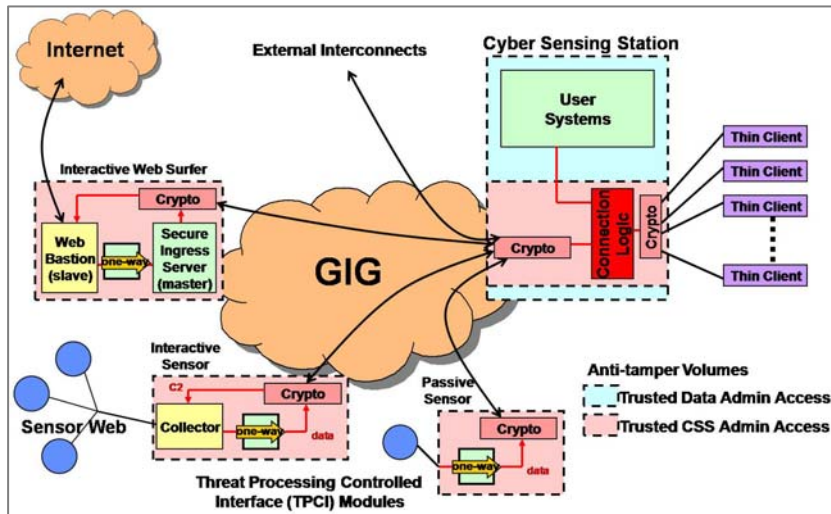 Internet
External Interconnects
Cyber Sensing Station
User
Systems
Thin Client
Thin Client
Thin Client
Thin Client
Interactive Web Surfer
Crypto
Web
Bastion
(slave)
one-way
Secure
Ingress
Server
(master)
GIG
Crypto
Connection
Logic
Crypto
Interactive
Sensor
C2
Crypto
Collector
one-way
data
Sensor Web
Passive
Sensor
Crypto
one-way
data
Anti-tamper Volumes
Trusted Data Admin Access
Trusted CSS Admin Access
Threat Processing Controlled
Interface (TPCI) Modules